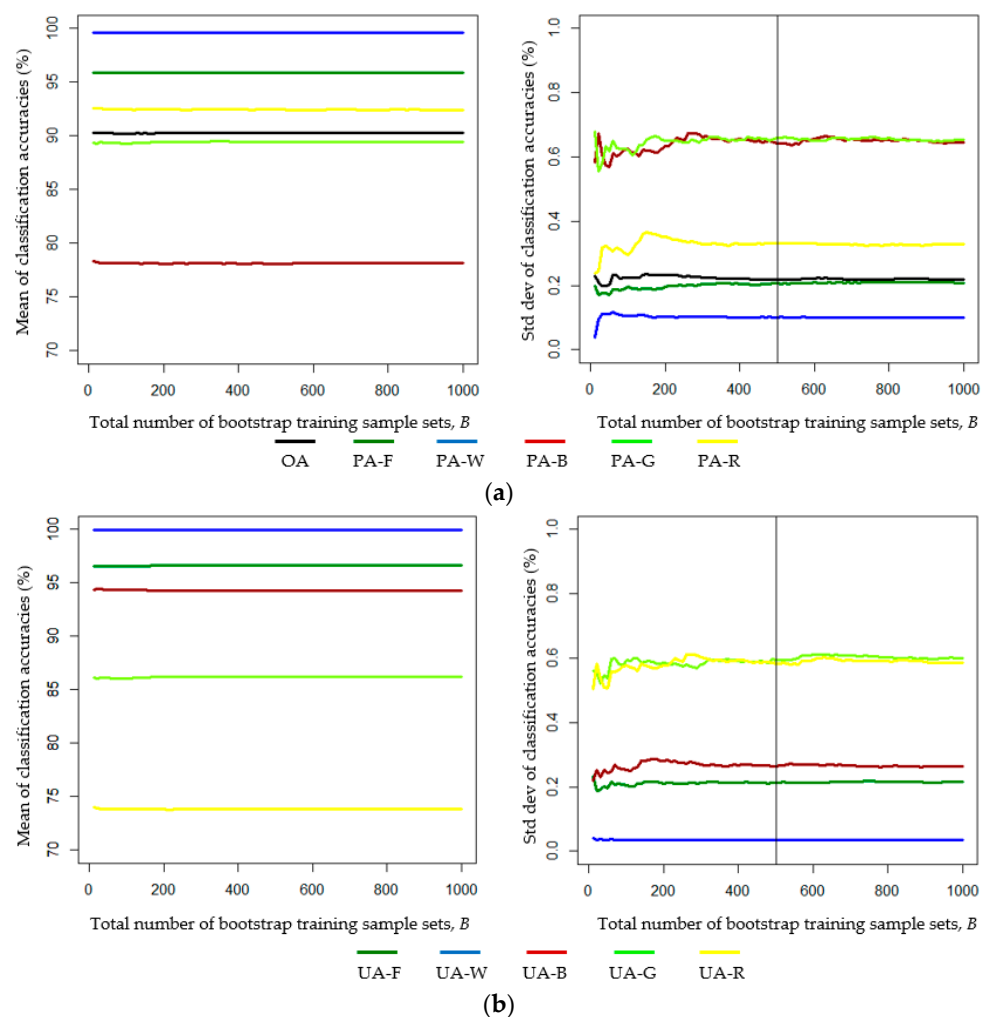 Mean of classification accuracies (%)
100
95
90
85
80
75
70
0 200 400 600 800 1000
Total number of bootstrap training sample sets, B
Std dev of classification accuracies (%)
1.0
0.8
0.6
0.4
0.2
0.0
0 200 400 600 800 1000
Total number of bootstrap training sample sets, B
OA PA-F PA-W PA-B PA-G PA-R
(a)
Mean of classification accuracies (%)
100
95
90
85
80
75
70
0 200 400 600 800 1000
Total number of bootstrap training sample sets, B
Std dev of classification accuracies (%)
1.0
0.8
0.6
0.4
0.2
0.0
0 200 400 600 800 1000
Total number of bootstrap training sample sets, B
UA-F UA-W UA-B UA-G UA-R
(b)